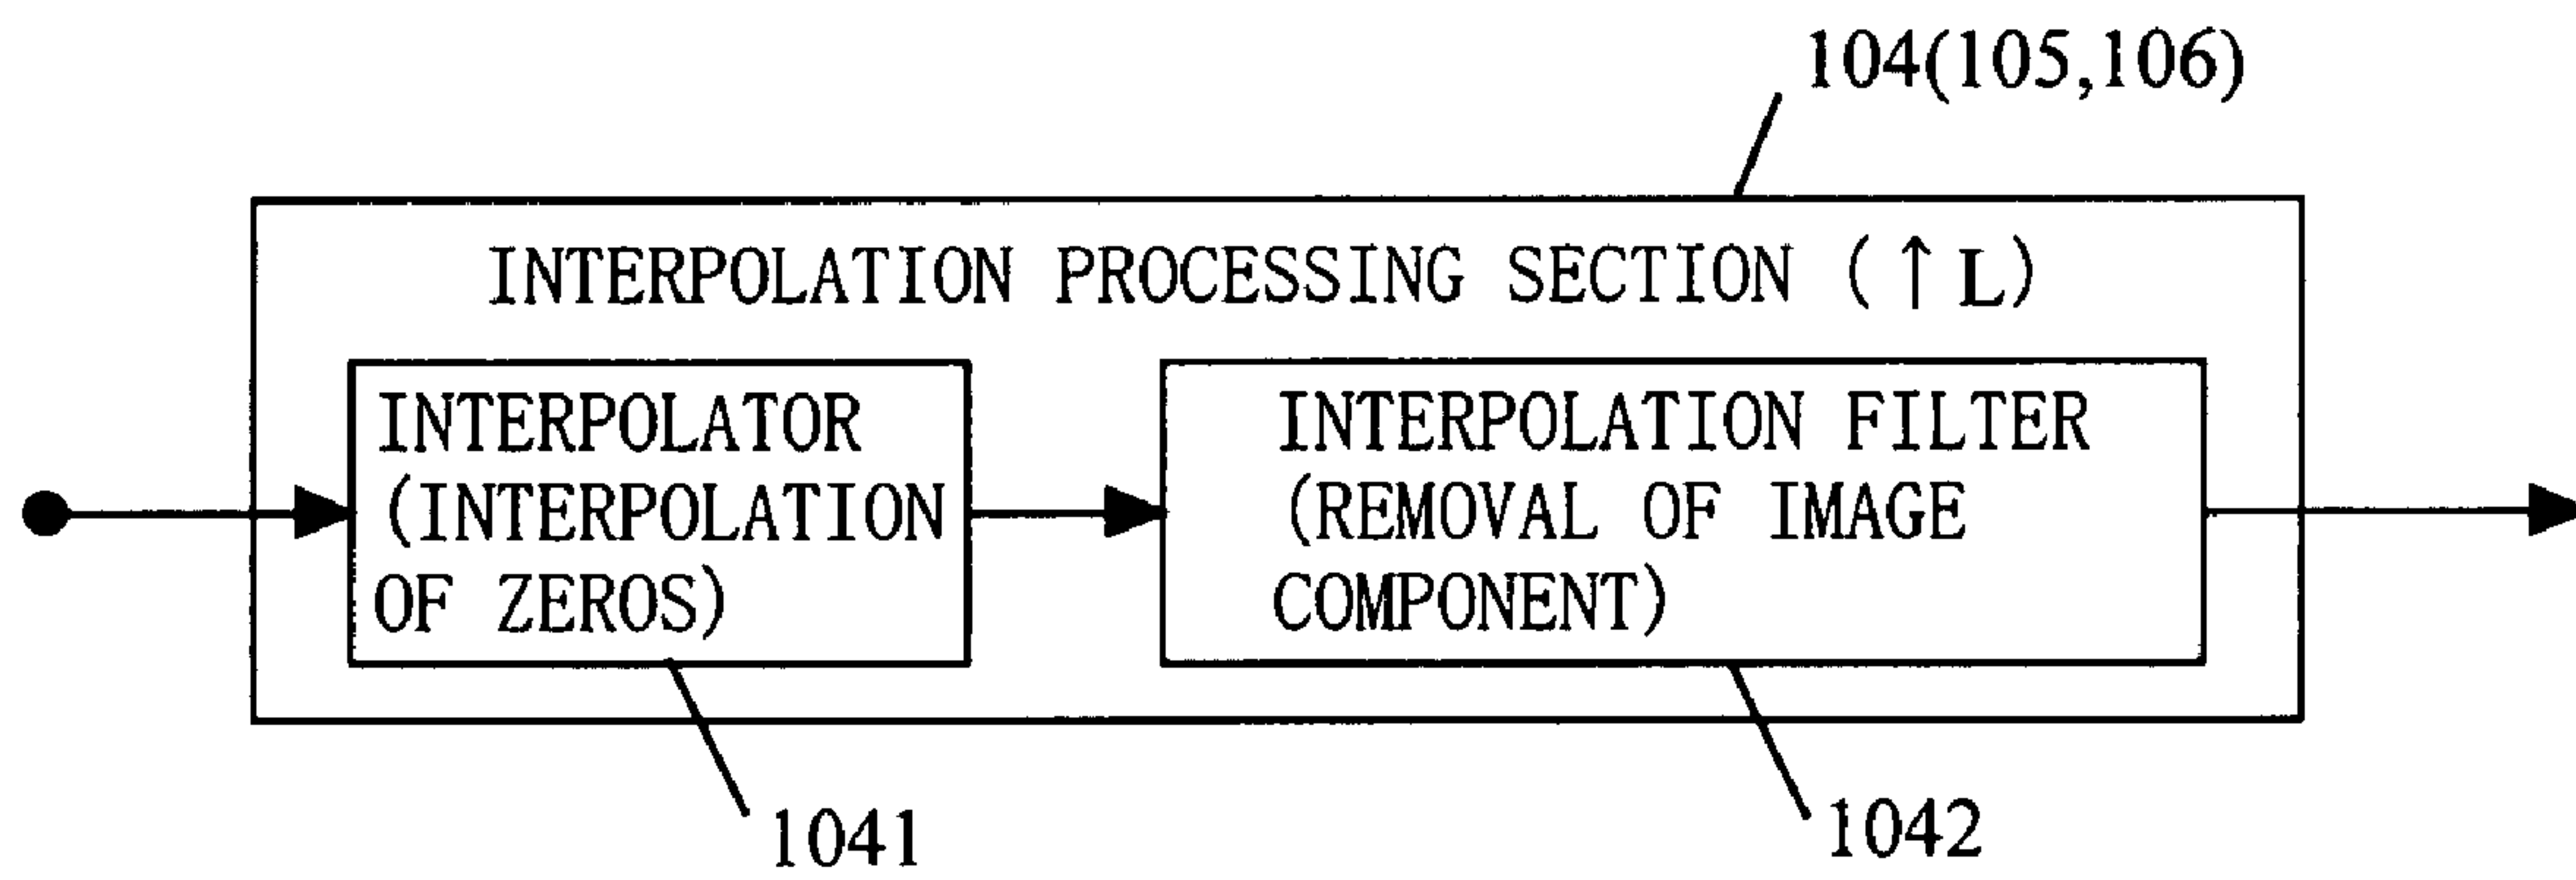 104(105,106)
INTERPOLATION PROCESSING SECTION (↑L)
INTERPOLATOR
(INTERPOLATION
OF ZEROS)
INTERPOLATION FILTER
(REMOVAL OF IMAGE
COMPONENT)
1041
1042